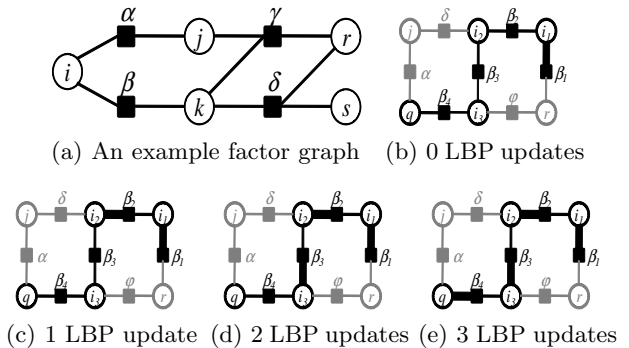 α γ
i j r
β δ
k s
(a) An example factor graph
j δ i₂ β₂ i₁
α β₃ β₁
q β₄ i₃ φ r
(b) 0 LBP updates
j δ i₂ β₂ i₁
α β₃ β₁
q β₄ i₃ φ r
(c) 1 LBP update
j δ i₂ β₂ i₁
α β₃ β₁
q β₄ i₃ φ r
(d) 2 LBP updates
j δ i₂ β₂ i₁
α β₃ β₁
q β₄ i₃ φ r
(e) 3 LBP updates